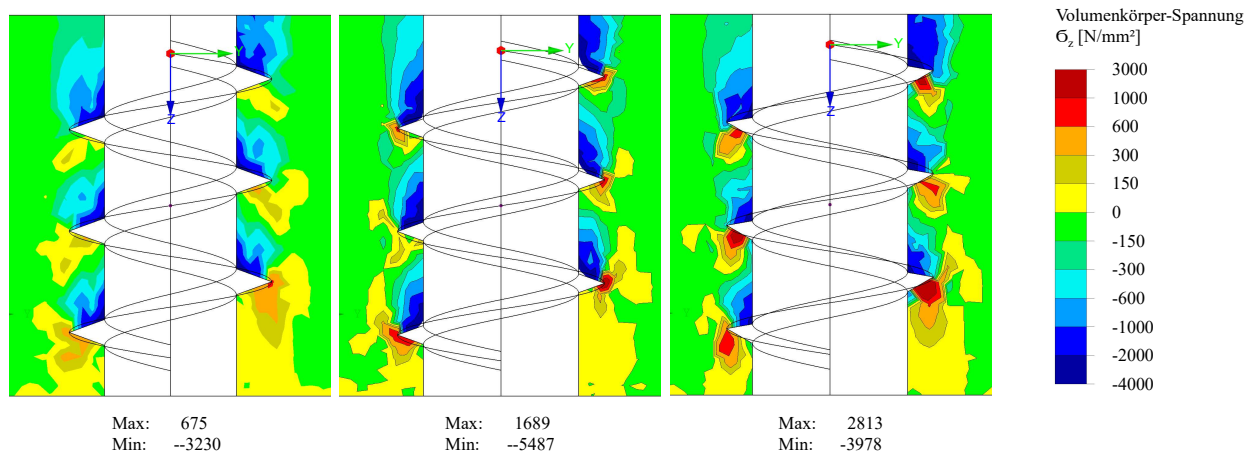 Volumenkörper-Spannung
Ϭz [N/mm²]
3000
1000
600
300
150
0
-150
-300
-600
-1000
-2000
-4000
Y
Z
Y
Z
Y
Z
Max: 675
Min: --3230
Max: 1689
Min: --5487
Max: 2813
Min: -3978